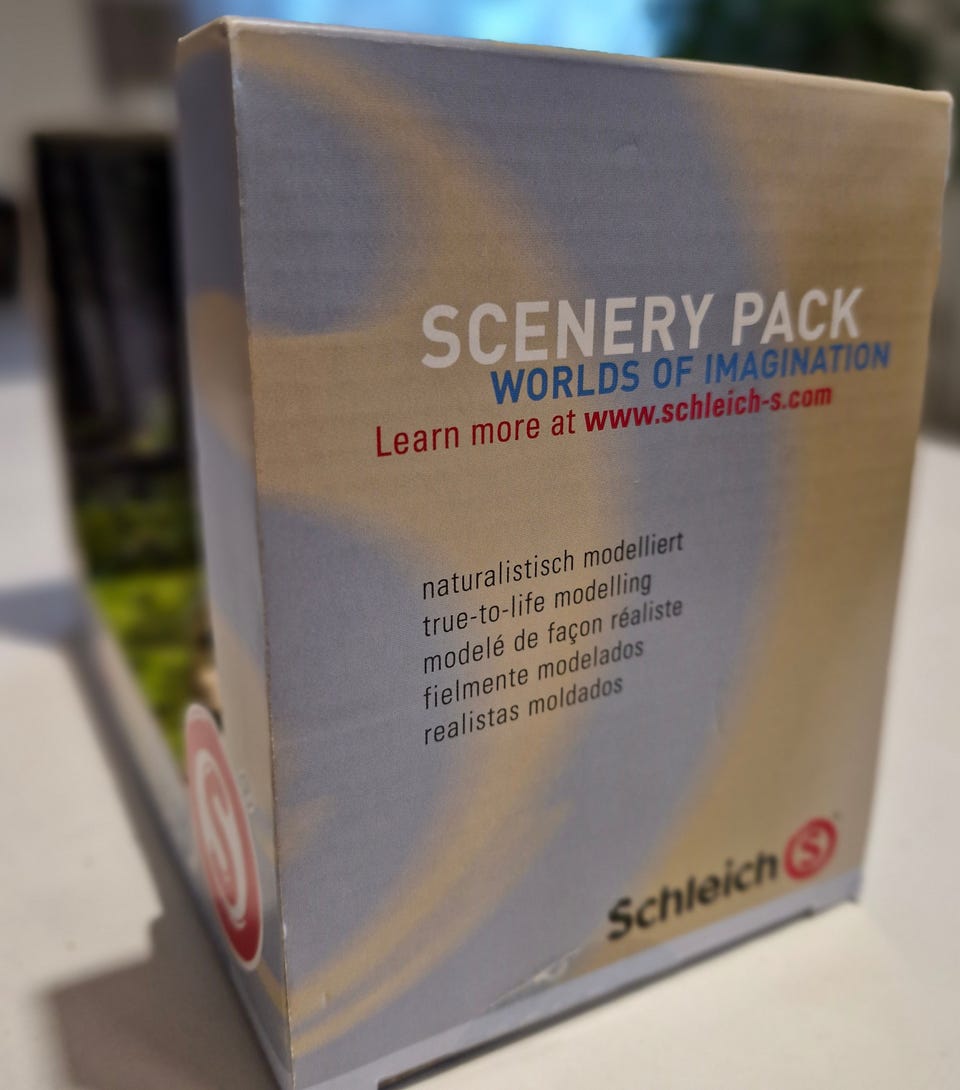 SCENERY PACK
WORLDS OF IMAGINATION
Learn more at www.schleich-s.com
naturalistisch modelliert
true-to-life modelling
modelé de façon réaliste
fielmente modelados
realistas moldados
Schleich S
S